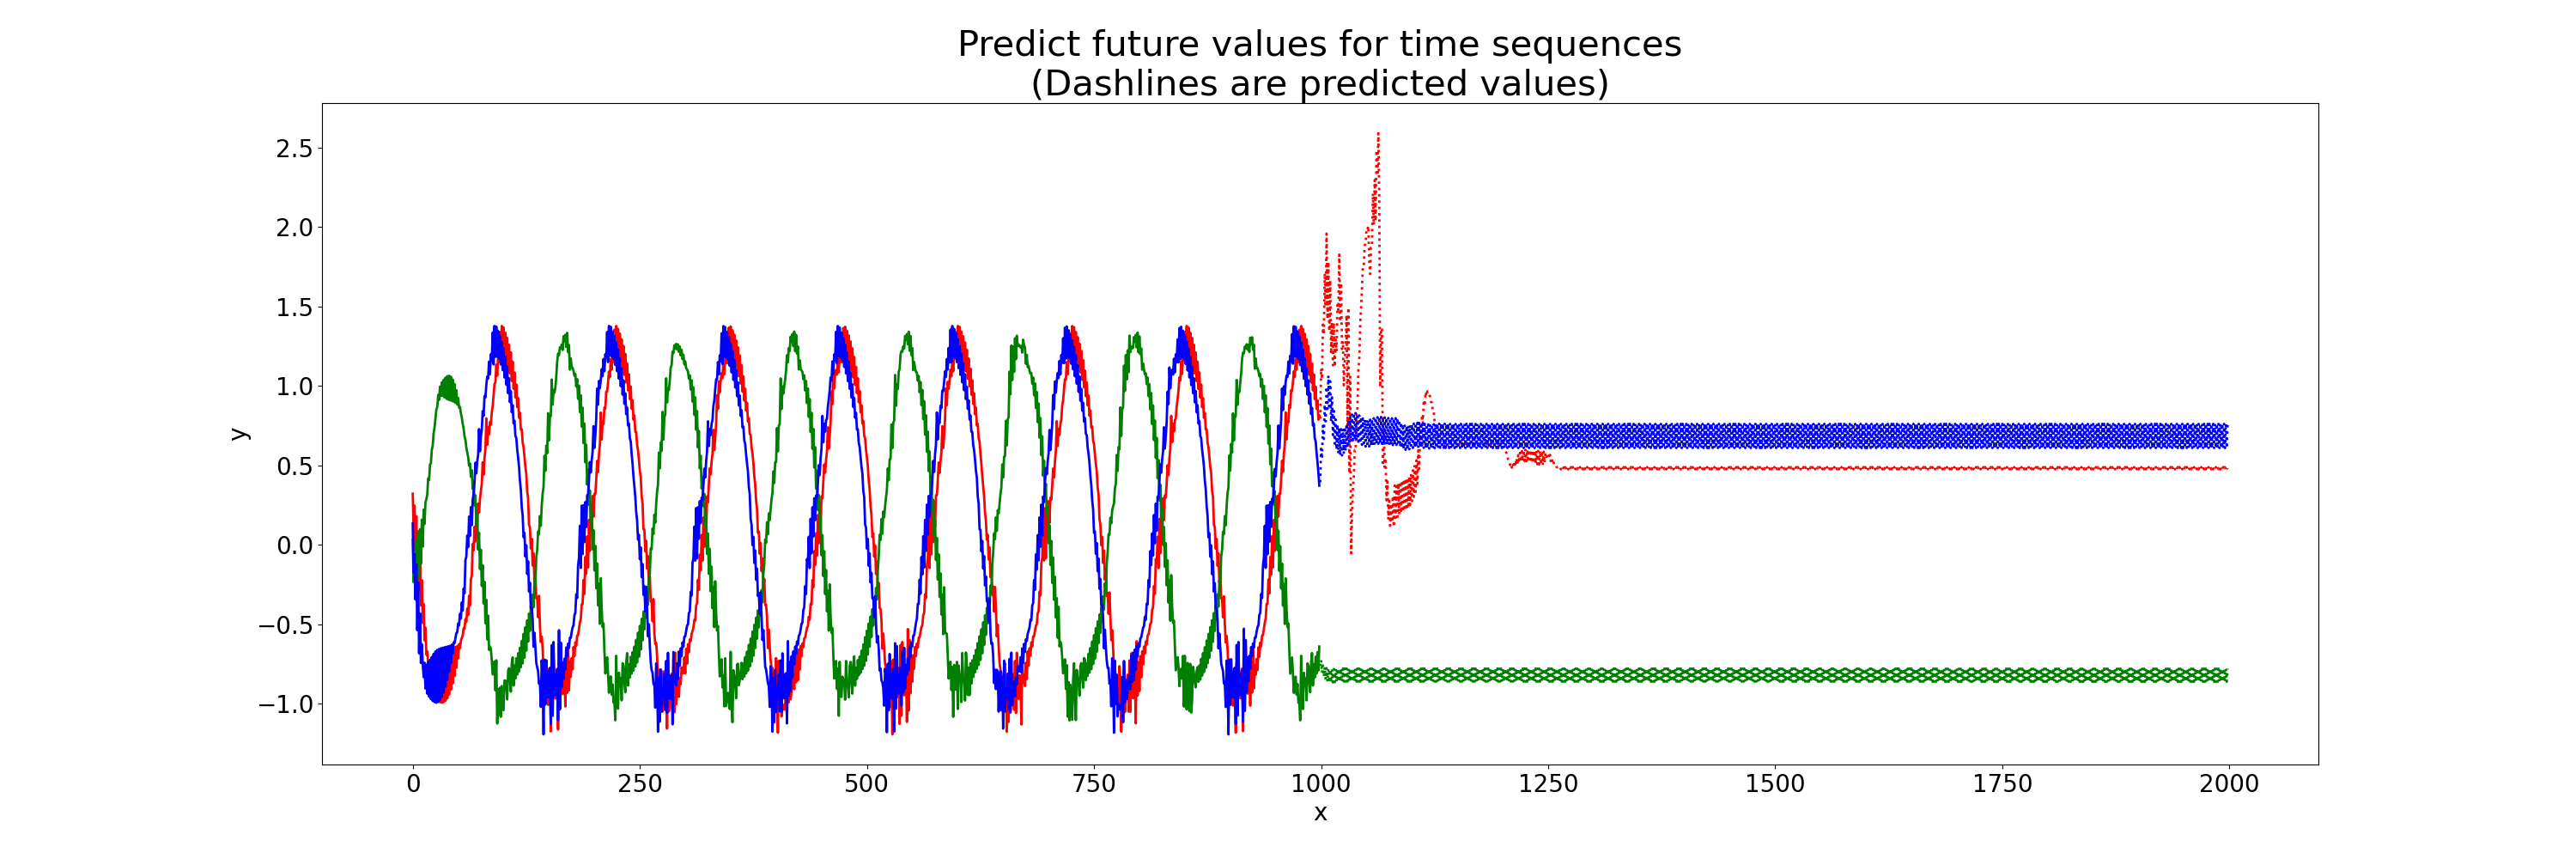 Predict future values for time sequences
(Dashlines are predicted values)
2.5
2.0
1.5
1.0
0.5
0.0
−0.5
−1.0
y
0 250 500 750 1000 1250 1500 1750 2000
x